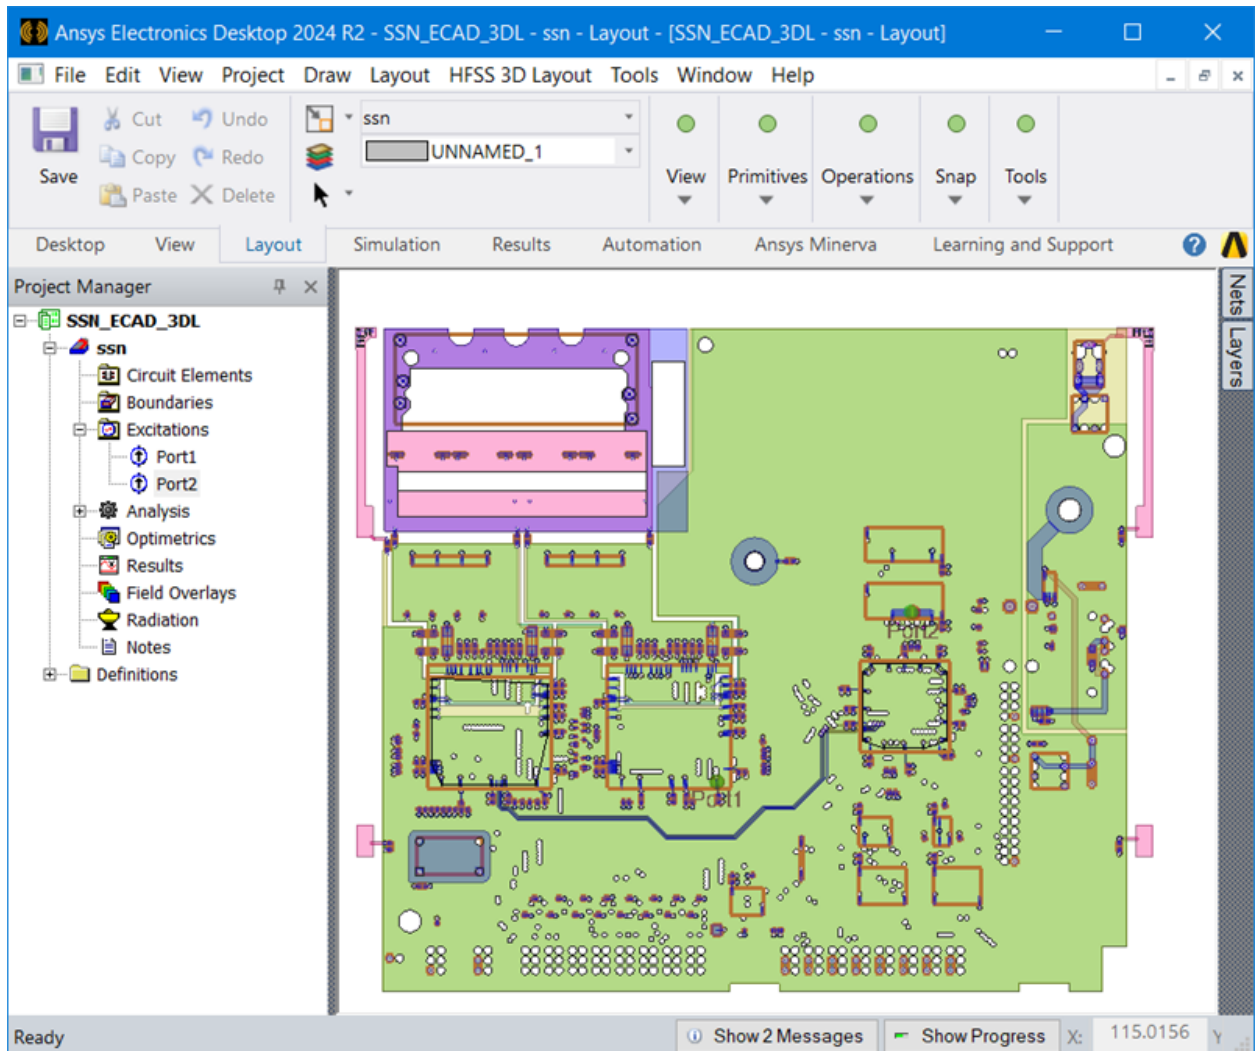 Ansys Electronics Desktop 2024 R2 - SSN_ECAD_3DL - ssn - Layout - [SSN_ECAD_3DL - ssn - Layout]
File Edit View Project Draw Layout HFSS 3D Layout Tools Window Help
Save
Cut
Copy
Paste
Undo
Redo
Delete
ssn
UNNAMED_1
View
Primitives
Operations
Snap
Tools
Desktop View Layout Simulation Results Automation Ansys Minerva Learning and Support
Project Manager
SSN_ECAD_3DL
ssn
Circuit Elements
Boundaries
Excitations
Port1
Port2
Analysis
Optimetrics
Results
Field Overlays
Radiation
Notes
Definitions
Port2
Port1
Nets
Layers
Ready
Show 2 Messages
Show Progress
X:
115.0156
Y